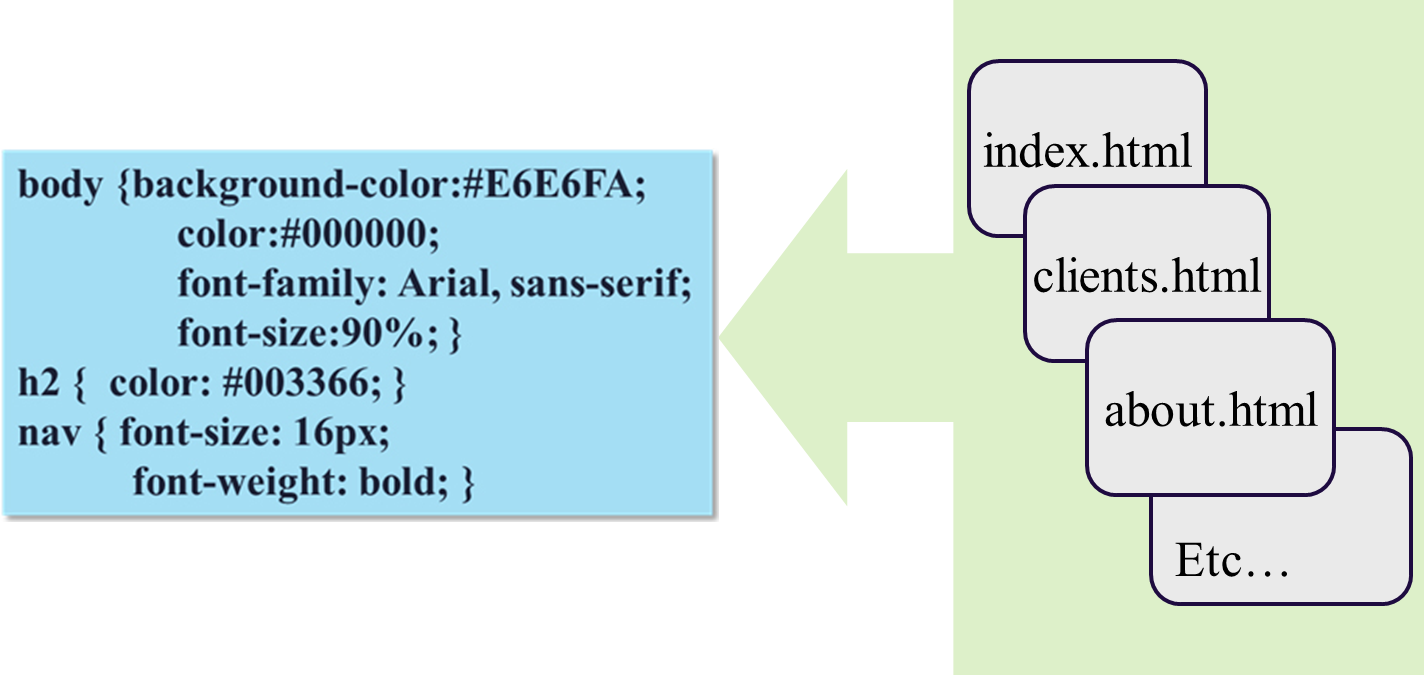 body {background-color:#E6E6FA;
color:#000000;
font-family: Arial, sans-serif;
font-size:90%; }
h2 {  color: #003366; }
nav { font-size: 16px;
font-weight: bold; }
index.html
clients.html
about.html
Etc…